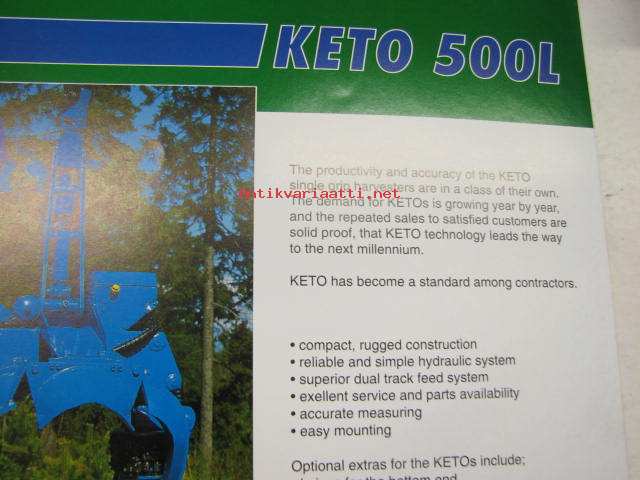 KETO 500L
The productivity and accuracy of the KETO
single grip harvesters are in a class of their own.
antikvariaatti.net
The demand for KETOs is growing year by year,
and the repeated sales to satisfied customers are
solid proof, that KETO technology leads the way
to the next millennium.
KETO has become a standard among contractors.
• compact, rugged construction
• reliable and simple hydraulic system
• superior dual track feed system
• exellent service and parts availability
• accurate measuring
• easy mounting
Optional extras for the KETOs include;
for the bottom end